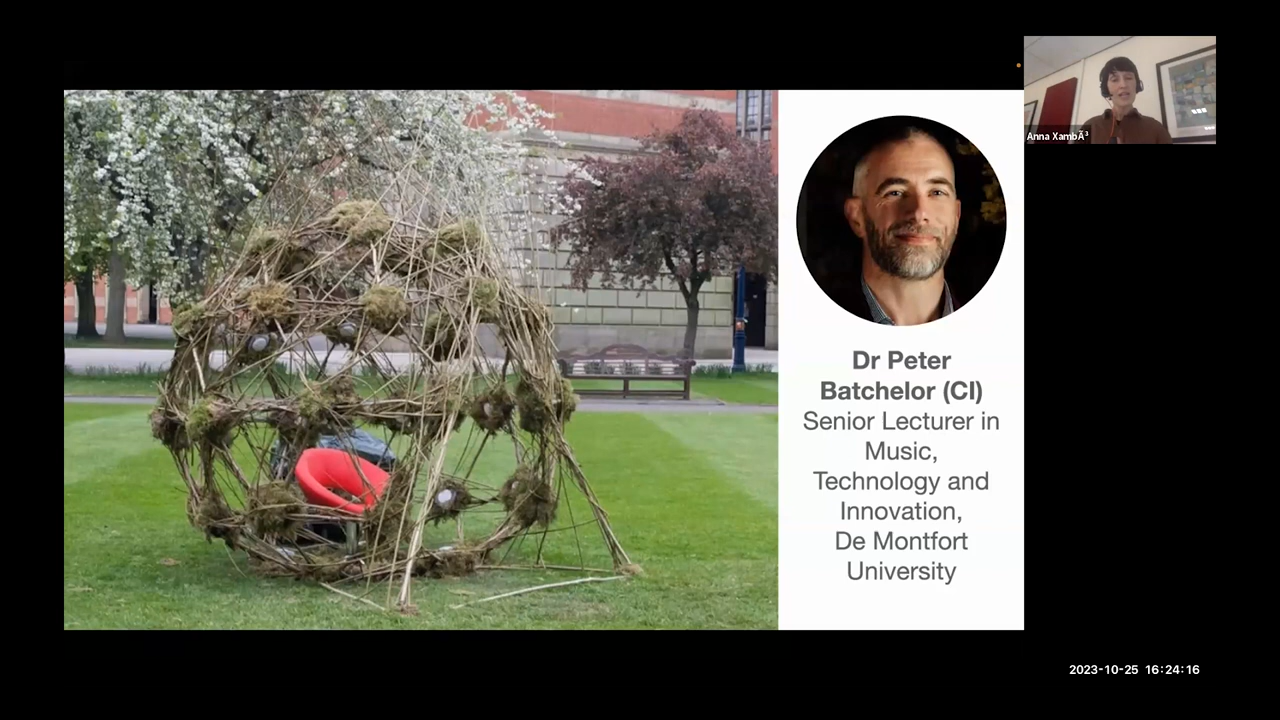 Anna XambÃ³
Dr Peter
Batchelor (CI)
Senior Lecturer in
Music,
Technology and
Innovation,
De Montfort
University
2023-10-25 16:24:16